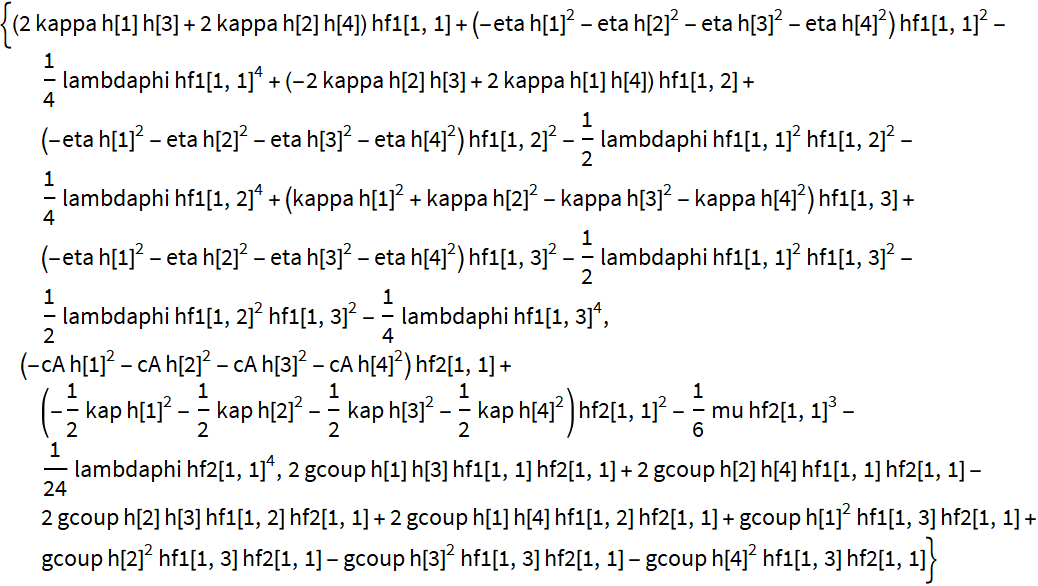 {(2 kappa h[1] h[3] + 2 kappa h[2] h[4]) hf1[1, 1] + (−eta h[1]² − eta h[2]² − eta h[3]² − eta h[4]²) hf1[1, 1]² −
1/4 lambdaphi hf1[1, 1]⁴ + (−2 kappa h[2] h[3] + 2 kappa h[1] h[4]) hf1[1, 2] +
(−eta h[1]² − eta h[2]² − eta h[3]² − eta h[4]²) hf1[1, 2]² − 1/2 lambdaphi hf1[1, 1]² hf1[1, 2]² −
1/4 lambdaphi hf1[1, 2]⁴ + (kappa h[1]² + kappa h[2]² − kappa h[3]² − kappa h[4]²) hf1[1, 3] +
(−eta h[1]² − eta h[2]² − eta h[3]² − eta h[4]²) hf1[1, 3]² − 1/2 lambdaphi hf1[1, 1]² hf1[1, 3]² −
1/2 lambdaphi hf1[1, 2]² hf1[1, 3]² − 1/4 lambdaphi hf1[1, 3]⁴,
(−cA h[1]² − cA h[2]² − cA h[3]² − cA h[4]²) hf2[1, 1] +
(−1/2 kap h[1]² − 1/2 kap h[2]² − 1/2 kap h[3]² − 1/2 kap h[4]²) hf2[1, 1]² − 1/6 mu hf2[1, 1]³ −
1/24 lambdaphi hf2[1, 1]⁴, 2 gcoup h[1] h[3] hf1[1, 1] hf2[1, 1] + 2 gcoup h[2] h[4] hf1[1, 1] hf2[1, 1] −
2 gcoup h[2] h[3] hf1[1, 2] hf2[1, 1] + 2 gcoup h[1] h[4] hf1[1, 2] hf2[1, 1] + gcoup h[1]² hf1[1, 3] hf2[1, 1] +
gcoup h[2]² hf1[1, 3] hf2[1, 1] − gcoup h[3]² hf1[1, 3] hf2[1, 1] − gcoup h[4]² hf1[1, 3] hf2[1, 1]}